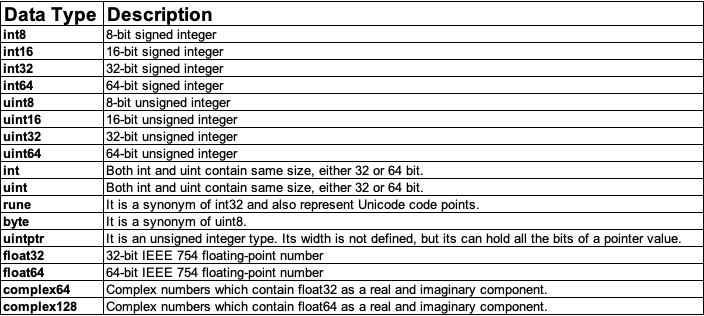 Data Type Description
int8 8-bit signed integer
int16 16-bit signed integer
int32 32-bit signed integer
int64 64-bit signed integer
uint8 8-bit unsigned integer
uint16 16-bit unsigned integer
uint32 32-bit unsigned integer
uint64 64-bit unsigned integer
int Both int and uint contain same size, either 32 or 64 bit.
uint Both int and uint contain same size, either 32 or 64 bit.
rune It is a synonym of int32 and also represent Unicode code points.
byte It is a synonym of uint8.
uintptr It is an unsigned integer type. Its width is not defined, but its can hold all the bits of a pointer value.
float32 32-bit IEEE 754 floating-point number
float64 64-bit IEEE 754 floating-point number
complex64 Complex numbers which contain float32 as a real and imaginary component.
complex128 Complex numbers which contain float64 as a real and imaginary component.